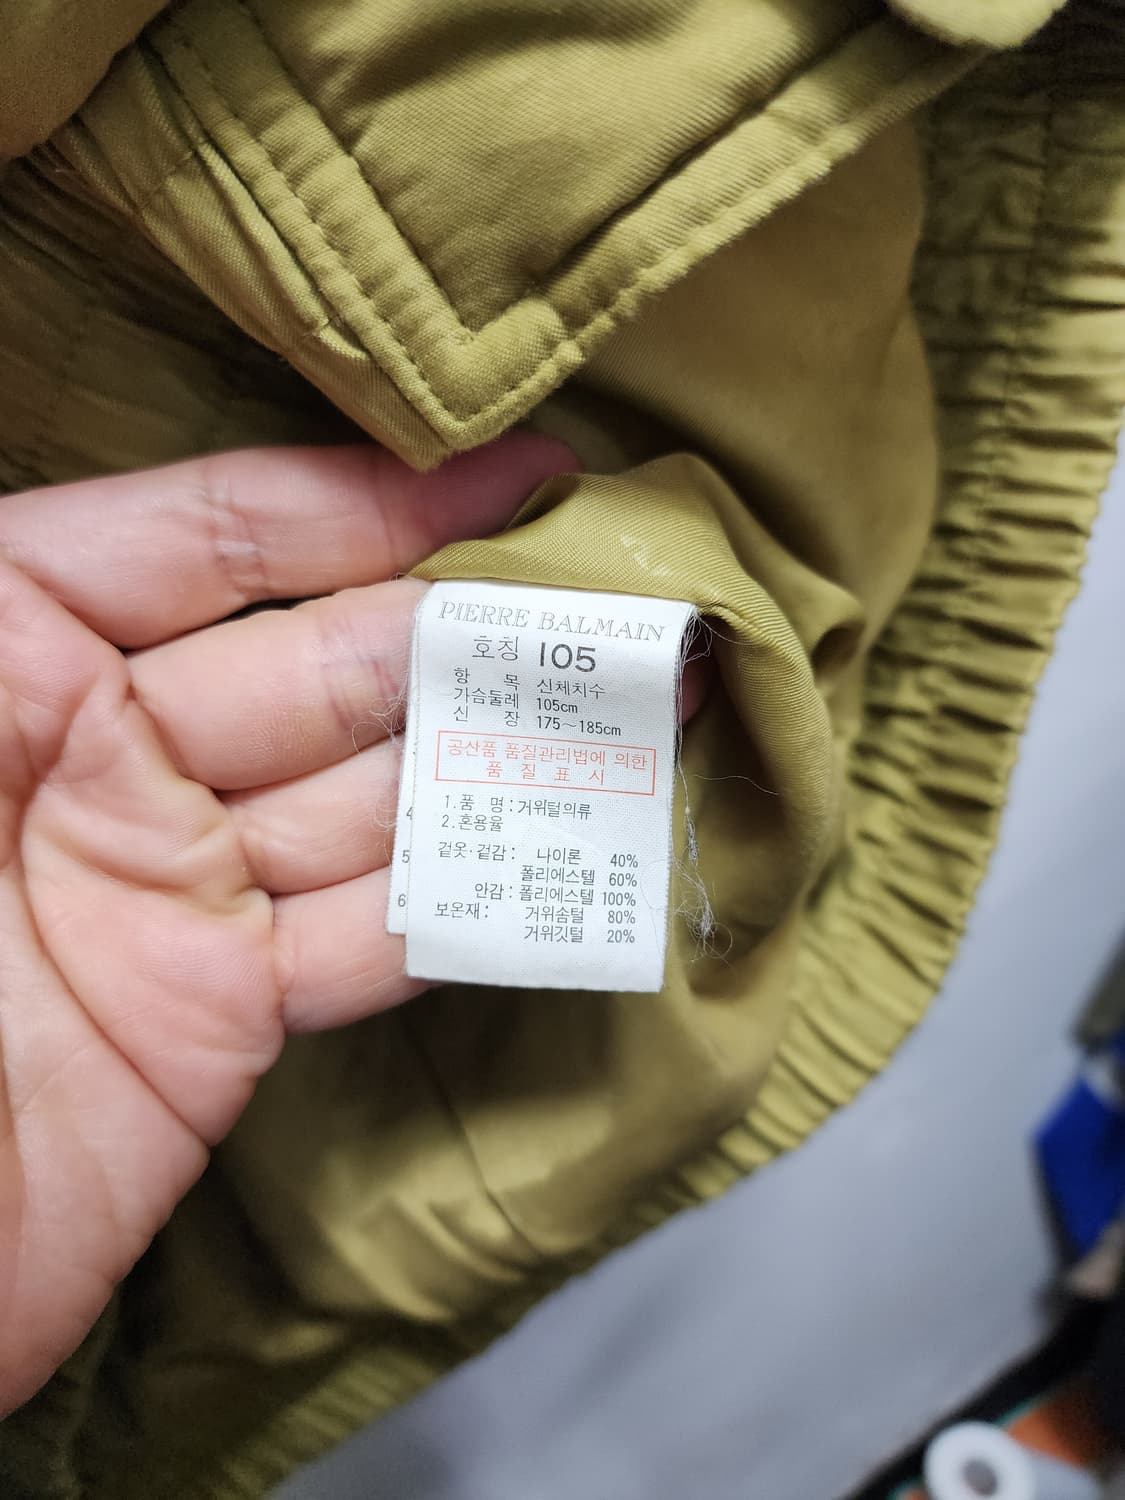 PIERRE BALMAIN
호칭 105
항 목 신체치수
가슴둘레 105cm
신 장 175~185cm
공산품 품질관리법에 의한
품 질 표 시
1.품 명:거위털의류
2.혼용율
겉옷·겉감: 나이론 40%
폴리에스텔 60%
안감:폴리에스텔 100%
보온재: 거위솜털 80%
거위깃털 20%
4
5
6